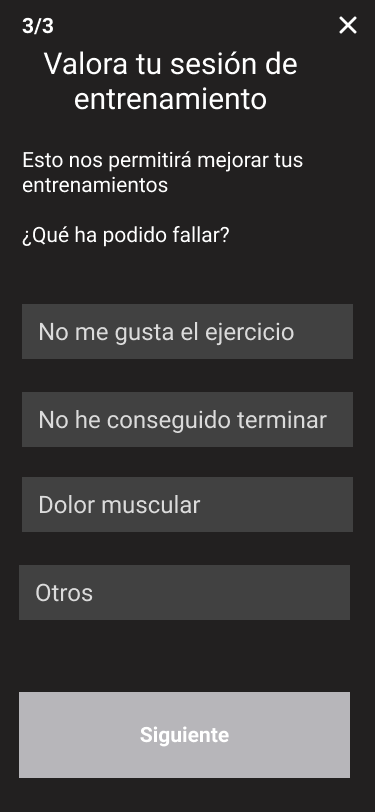 3/3
Valora tu sesión de
entrenamiento
Esto nos permitirá mejorar tus
entrenamientos
¿Qué ha podido fallar?
No me gusta el ejercicio
No he conseguido terminar
Dolor muscular
Otros
Siguiente